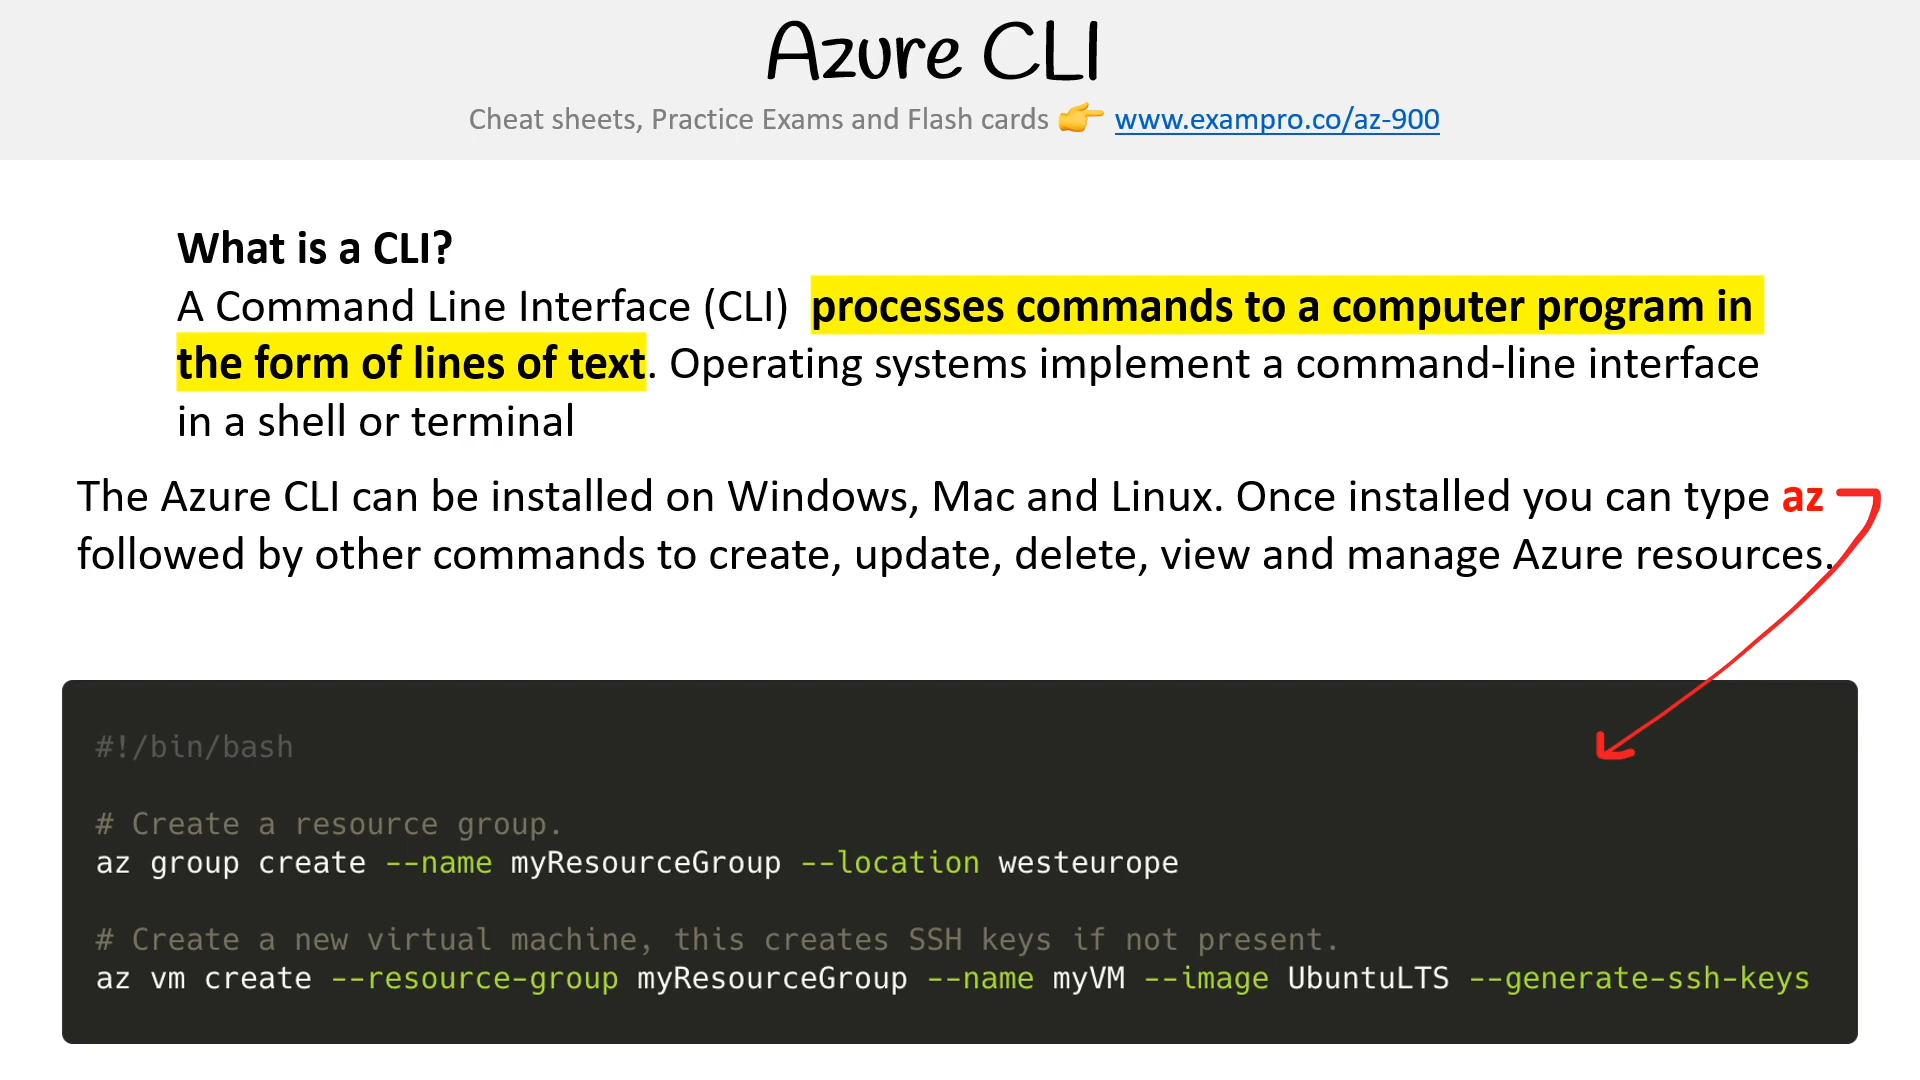 Azure CLI
Cheat sheets, Practice Exams and Flash cards 👉 www.exampro.co/az-900
What is a CLI?
A Command Line Interface (CLI) processes commands to a computer program in
the form of lines of text. Operating systems implement a command-line interface
in a shell or terminal
The Azure CLI can be installed on Windows, Mac and Linux. Once installed you can type az
followed by other commands to create, update, delete, view and manage Azure resources.
#!/bin/bash
# Create a resource group.
az group create --name myResourceGroup --location westeurope
# Create a new virtual machine, this creates SSH keys if not present.
az vm create --resource-group myResourceGroup --name myVM --image UbuntuLTS --generate-ssh-keys